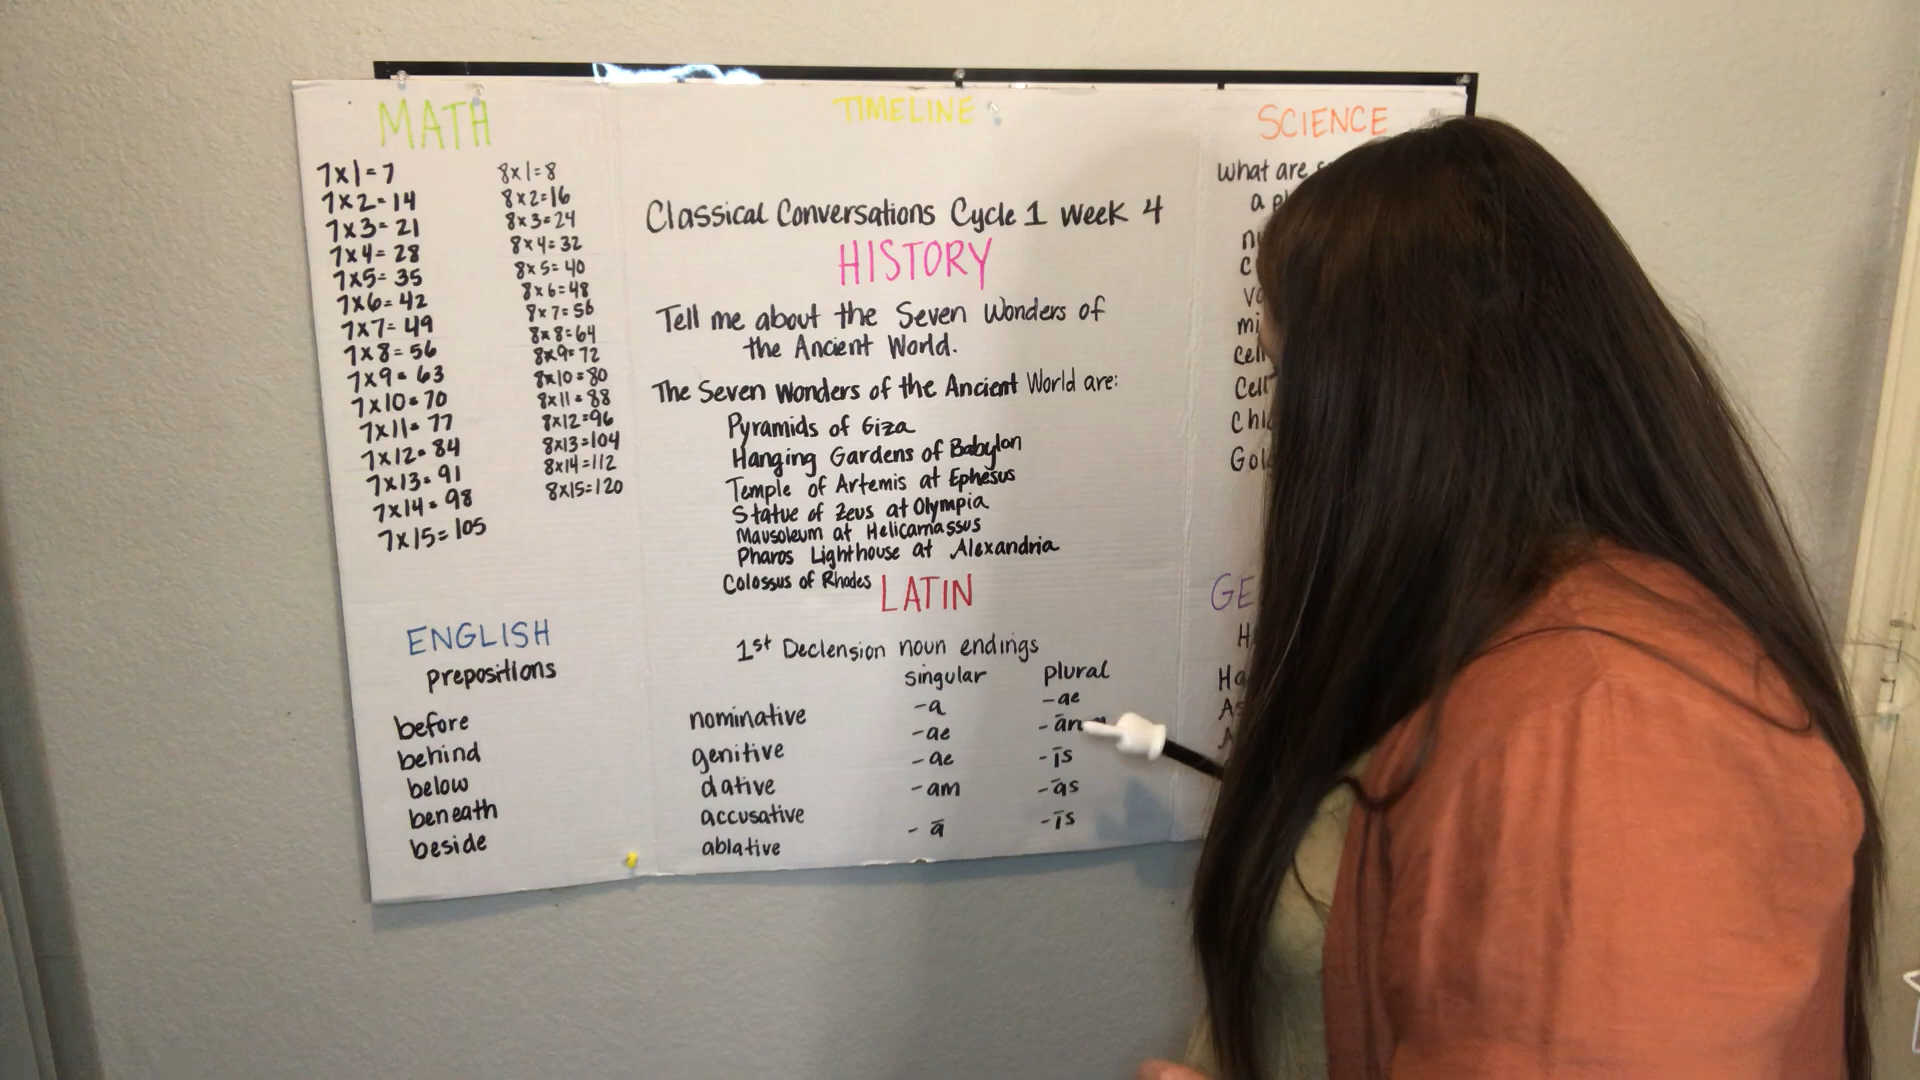 MATH
7x1=7
7x2=14
7x3=21
7x4=28
7x5=35
7x6=42
7x7=49
7x8=56
7x9=63
7x10=70
7x11=77
7x12=84
7x13=91
7x14=98
7x15=105
8x1=8
8x2=16
8x3=24
8x4=32
8x5=40
8x6=48
8x7=56
8x8=64
8x9=72
8x10=80
8x11=88
8x12=96
8x13=104
8x14=112
8x15=120
ENGLISH
prepositions
before
behind
below
beneath
beside
TIMELINE
Classical Conversations Cycle 1 Week 4
HISTORY
Tell me about the Seven Wonders of
the Ancient World.
The Seven Wonders of the Ancient World are:
Pyramids of Giza
Hanging Gardens of Babylon
Temple of Artemis at Ephesus
Statue of Zeus at Olympia
Mausoleum at Helicarnassus
Pharos Lighthouse at Alexandria
Colossus of Rhodes
LATIN
1st Declension noun endings
singular plural
nominative -a -ae
genitive -ae
dative -ae -īs
accusative -am -ās
ablative -ā -īs
SCIENCE
What are
a